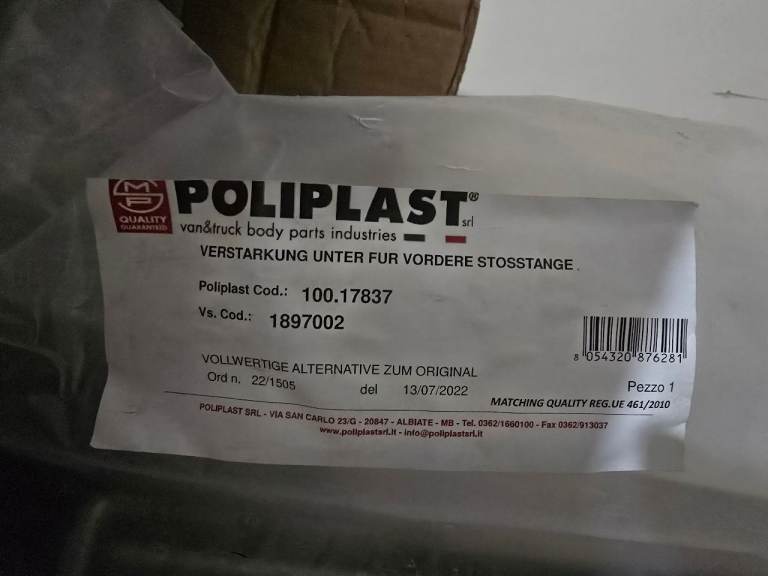 MSP
QUALITY
GUARANTEED
POLIPLAST® srl
van&truck body parts industries
VERSTARKUNG UNTER FUR VORDERE STOSSTANGE .
Poliplast Cod.: 100.17837
Vs. Cod.: 1897002
8 054320 876281
VOLLWERTIGE ALTERNATIVE ZUM ORIGINAL
Ord n. 22/1505 del 13/07/2022
Pezzo 1
MATCHING QUALITY REG.UE 461/2010
POLIPLAST SRL - VIA SAN CARLO 23/G - 20847 - ALBIATE - MB - Tel. 0362/1660100 - Fax 0362/913037
www.poliplastsrl.it - info@poliplastsrl.it